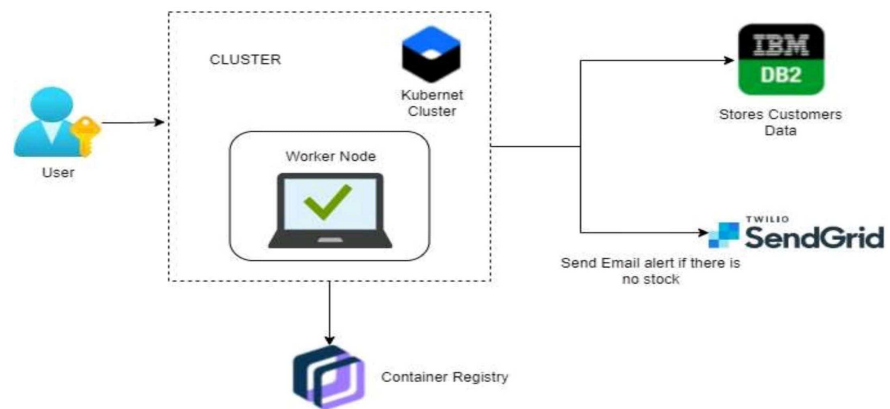 CLUSTER
Kubernet
Cluster
Worker Node
User
IBM
DB2
Stores Customers
Data
TWILIO
SendGrid
Send Email alert if there is
no stock
Container Registry